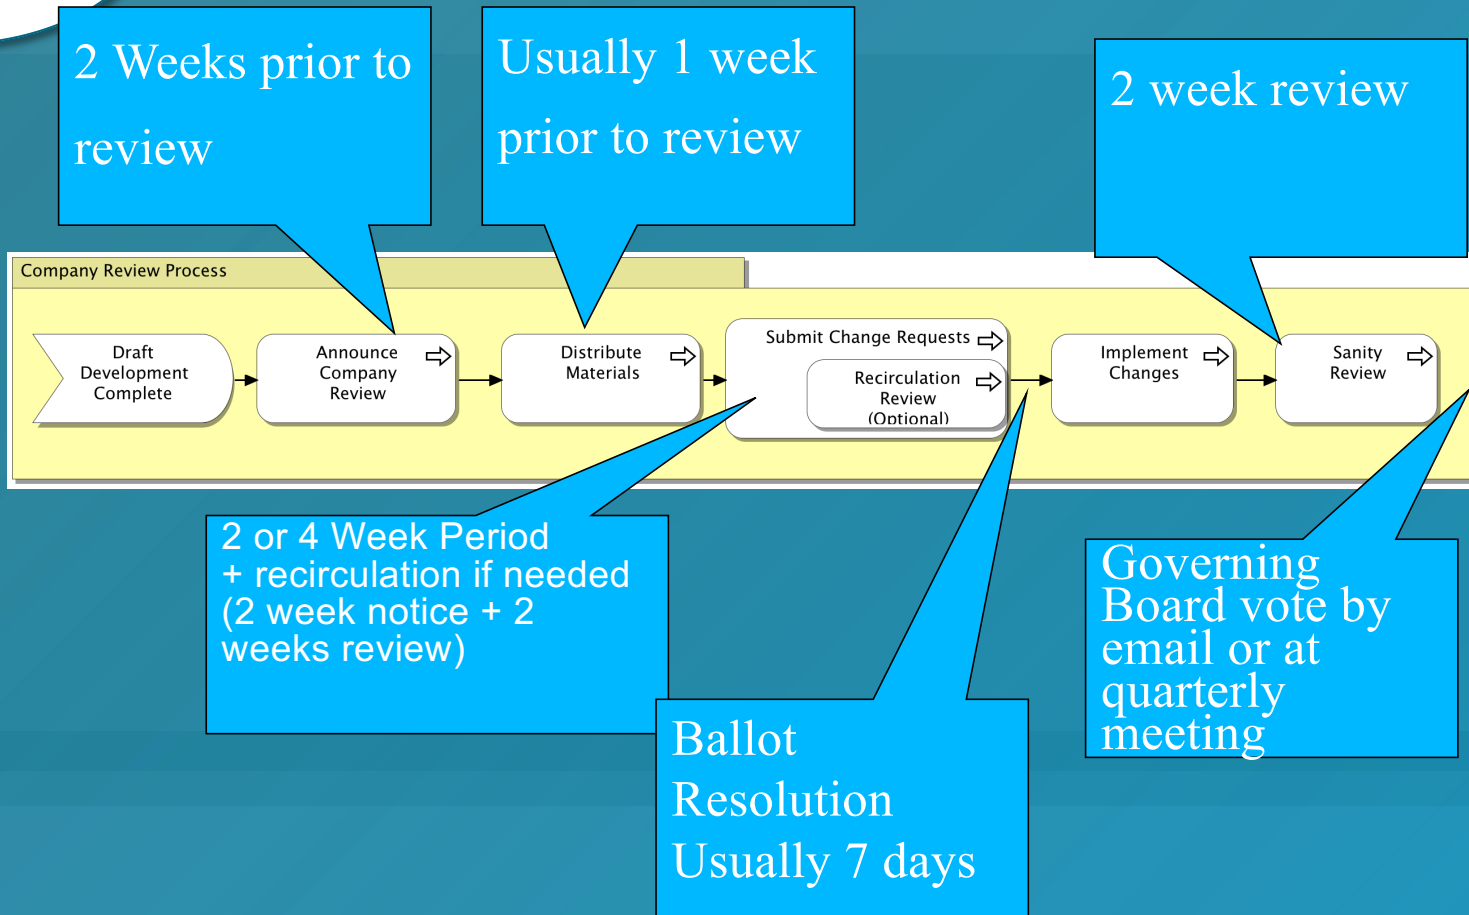 2 Weeks prior to
review
Usually 1 week
prior to review
2 week review
Company Review Process
Draft
Development
Complete
Announce
Company
Review
Distribute
Materials
Submit Change Requests
Recirculation
Review
(Optional)
Implement
Changes
Sanity
Review
2 or 4 Week Period
+ recirculation if needed
(2 week notice + 2
weeks review)
Ballot
Resolution
Usually 7 days
Governing
Board vote by
email or at
quarterly
meeting